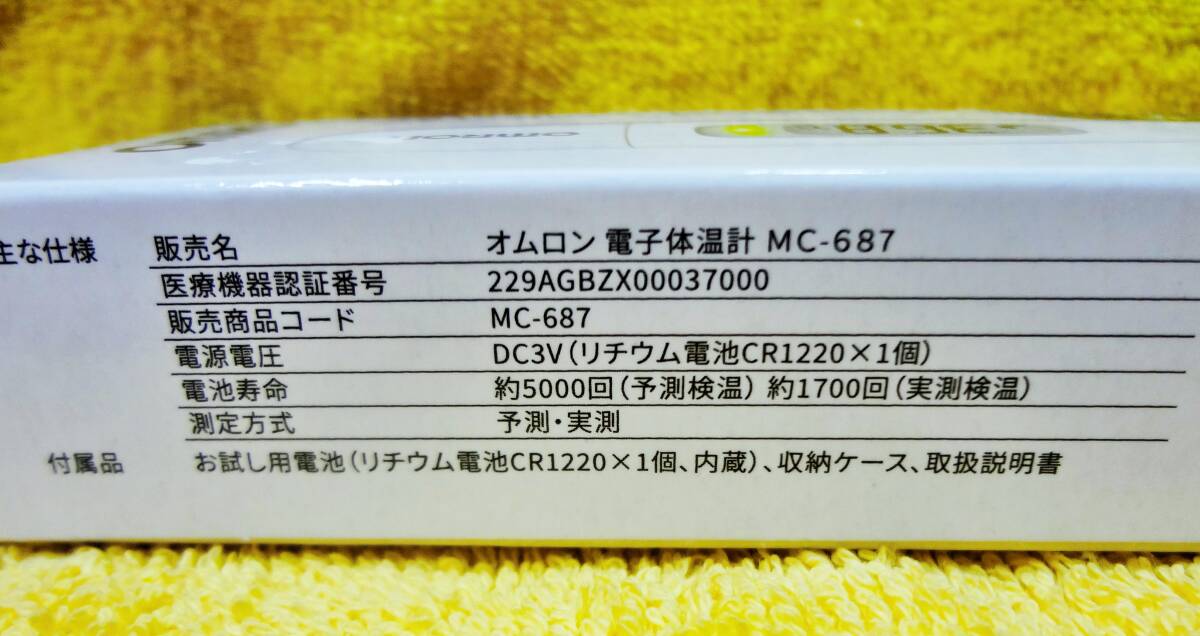 OMROL
主な仕様 販売名 オムロン 電子体温計 MC-687
医療機器認証番号 229AGBZX00037000
販売商品コード MC-687
電源電圧 DC3V(リチウム電池CR1220×1個)
電池寿命 約5000回(予測検温) 約1700回(実測検温)
測定方式 予測・実測
付属品 お試し用電池(リチウム電池CR1220×1個、内蔵)、収納ケース、取扱説明書